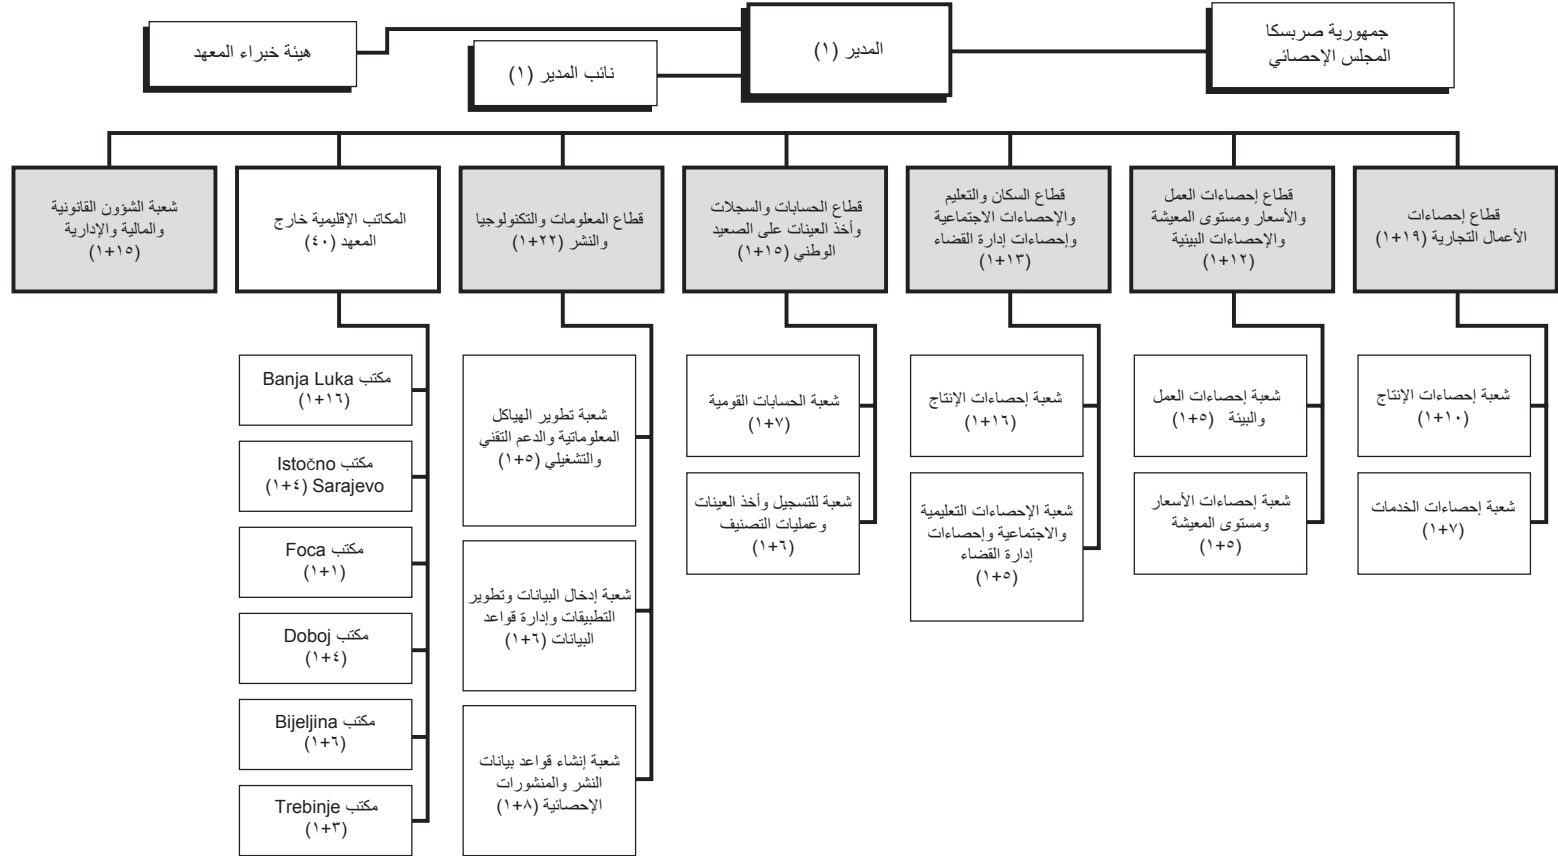 جمهورية صربسكا
المجلس الإحصائي
المدير (١)
نائب المدير (١)
هيئة خبراء المعهد
قطاع إحصاءات
الأعمال التجارية (١٩+١)
قطاع إحصاءات العمل
والأسعار ومستوى المعيشة
والإحصاءات البيئية
(١٢+١)
قطاع السكان والتعليم
والإحصاءات الاجتماعية
وإحصاءات إدارة القضاء
(١٣+١)
قطاع الحسابات والسجلات
وأخذ العينات على الصعيد
الوطني (١٥+١)
قطاع المعلومات والتكنولوجيا
والنشر (٢٢+١)
المكاتب الإقليمية خارج
المعهد (٤٠)
شعبة الشؤون القانونية
والمالية والإدارية
(١٥+١)
شعبة إحصاءات الإنتاج
(١٠+١)
شعبة إحصاءات الخدمات
(٧+١)
شعبة إحصاءات العمل
والبيئة (٥+١)
شعبة إحصاءات الأسعار
ومستوى المعيشة
(٥+١)
شعبة إحصاءات الإنتاج
(١٦+١)
شعبة الإحصاءات التعليمية
والاجتماعية وإحصاءات
إدارة القضاء
(٥+١)
شعبة الحسابات القومية
(٧+١)
شعبة للتسجيل وأخذ العينات
وعمليات التصنيف
(٦+١)
شعبة تطوير الهياكل
المعلوماتية والدعم التقني
والتشغيلي (٥+١)
شعبة إدخال البيانات وتطوير
التطبيقات وإدارة قواعد
البيانات (٦+١)
شعبة إنشاء قواعد بيانات
النشر والمنشورات
الإحصائية (٨+١)
مكتب Banja Luka
(١٦+١)
مكتب Istočno
Sarajevo (٤+١)
مكتب Foca
(١+١)
مكتب Doboj
(٤+١)
مكتب Bijeljina
(٦+١)
مكتب Trebinje
(٣+١)